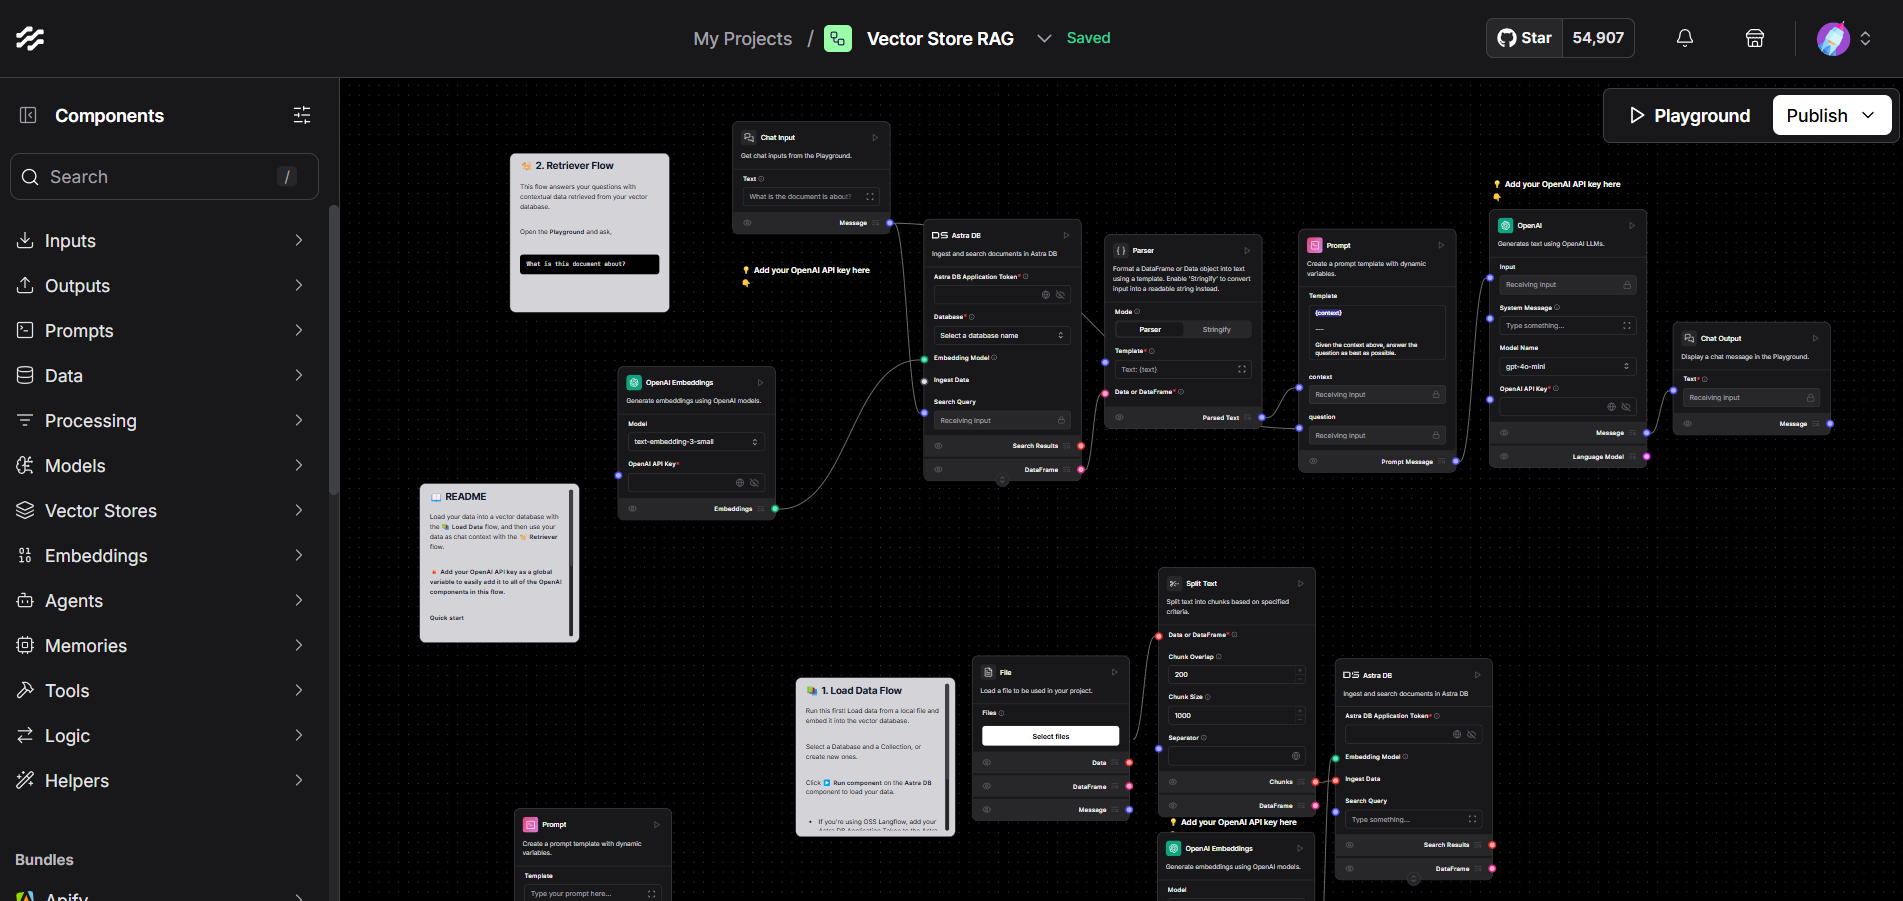 My Projects / Vector Store RAG Saved
Star 54,907
Components
Search /
Inputs
Outputs
Prompts
Data
Processing
Models
Vector Stores
Embeddings
Agents
Memories
Tools
Logic
Helpers
Bundles
Apify
Playground
Publish
2. Retriever Flow
This flow answers your questions with
contextual data retrieved from your vector
database.
Open the Playground and ask,
What is this document about?
Chat Input
Get chat inputs from the Playground.
Text
What is the document is about?
Message
Add your OpenAI API key here
OpenAI Embeddings
Generate embeddings using OpenAI models.
Model
text-embedding-3-small
OpenAI API Key*
Embeddings
Astra DB
Ingest and search documents in Astra DB
Astra DB Application Token*
Database*
Select a database name
Embedding Model
Ingest Data
Search Query
Receiving input
Search Results
DataFrame
Parser
Format a DataFrame or Data object into text
using a template. Enable 'Stringify' to convert
input into a readable string instead.
Mode
Parser Stringify
Template*
Text: {text}
Data or DataFrame*
Parsed Text
Prompt
Create a prompt template with dynamic
variables.
Template
{context}
---
Given the context above, answer the
question as best as possible.
context
Receiving input
question
Receiving input
Prompt Message
Add your OpenAI API key here
OpenAI
Generates text using OpenAI LLMs.
Input
Receiving input
System Message
Type something...
Model Name
gpt-4o-mini
OpenAI API Key*
Message
Language Model
Chat Output
Display a chat message in the Playground.
Text*
Receiving input
Message
README
Load your data into a vector database with
the Load Data flow, and then use your
data as chat context with the Retriever
flow.
Add your OpenAI API key as a global
variable to easily add it to all of the OpenAI
components in this flow.
Quick start
1. Load Data Flow
Run this first! Load data from a local file and
embed it into the vector database.
Select a Database and a Collection, or
create new ones.
Click Run component on the Astra DB
component to load your data.
• If you're using OSS Langflow, add your
Astra DB Application Token to the Astra
File
Load a file to be used in your project.
Files
Select files
Data
DataFrame
Message
Split Text
Split text into chunks based on specified
criteria.
Data or DataFrame*
Chunk Overlap
200
Chunk Size
1000
Separator
Chunks
DataFrame
Add your OpenAI API key here
OpenAI Embeddings
Generate embeddings using OpenAI models.
Model
Astra DB
Ingest and search documents in Astra DB
Astra DB Application Token*
Embedding Model
Ingest Data
Search Query
Type something...
Search Results
DataFrame
Prompt
Create a prompt template with dynamic
variables.
Template
Type your prompt here...